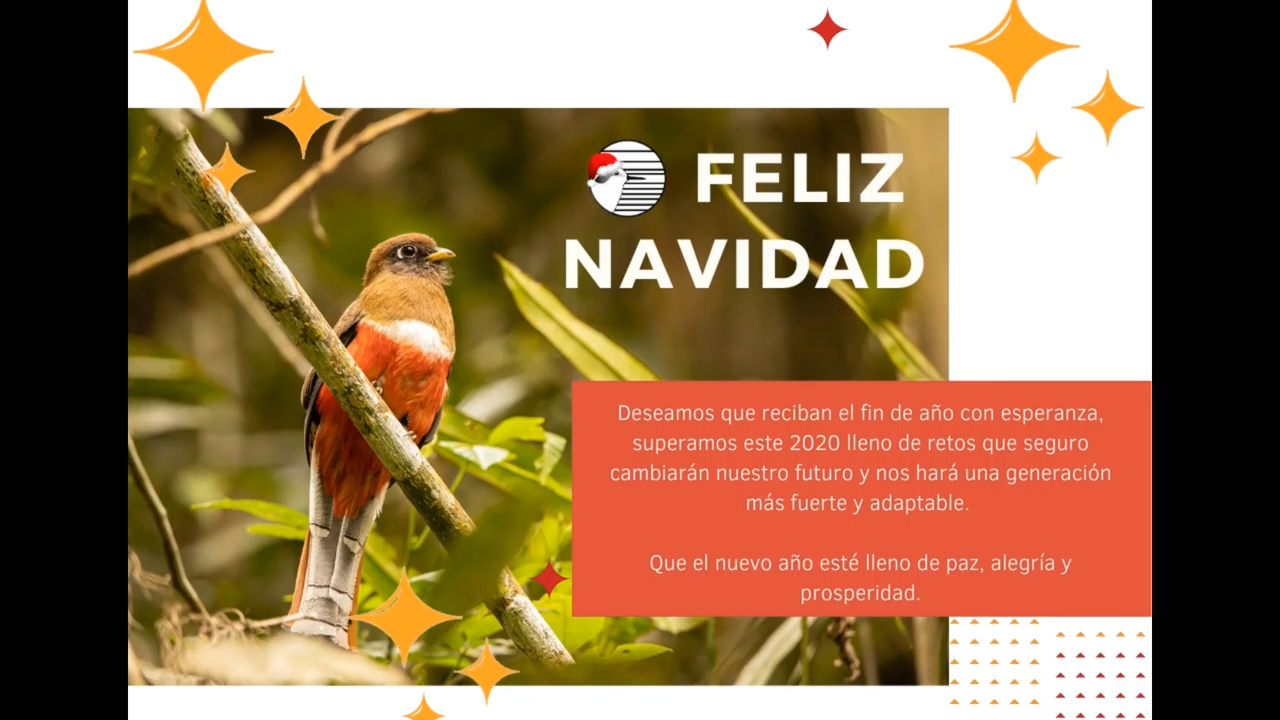 FELIZ
NAVIDAD
Deseamos que reciban el fin de año con esperanza,
superamos este 2020 lleno de retos que seguro
cambiarán nuestro futuro y nos hará una generación
más fuerte y adaptable.
Que el nuevo año esté lleno de paz, alegría y
prosperidad.